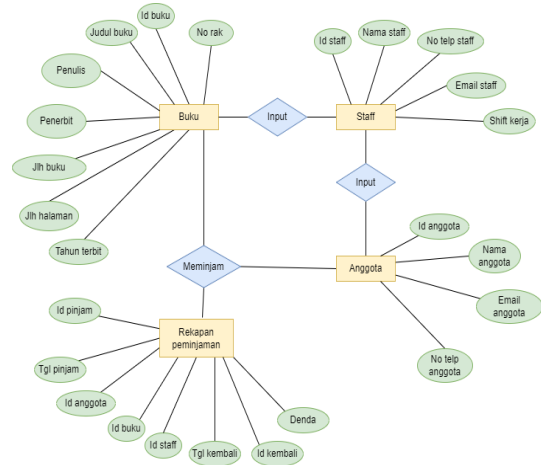 Id buku
Judul buku
No rak
Penulis
Penerbit
Jlh buku
Jlh halaman
Tahun terbit
Buku
Input
Staff
Id staff
Nama staff
No telp staff
Email staff
Shift kerja
Input
Meminjam
Anggota
Id anggota
Nama
anggota
Email
anggota
No telp
anggota
Rekapan
peminjaman
Id pinjam
Tgl pinjam
Id anggota
Id buku
Id staff
Tgl kembali
Id kembali
Denda